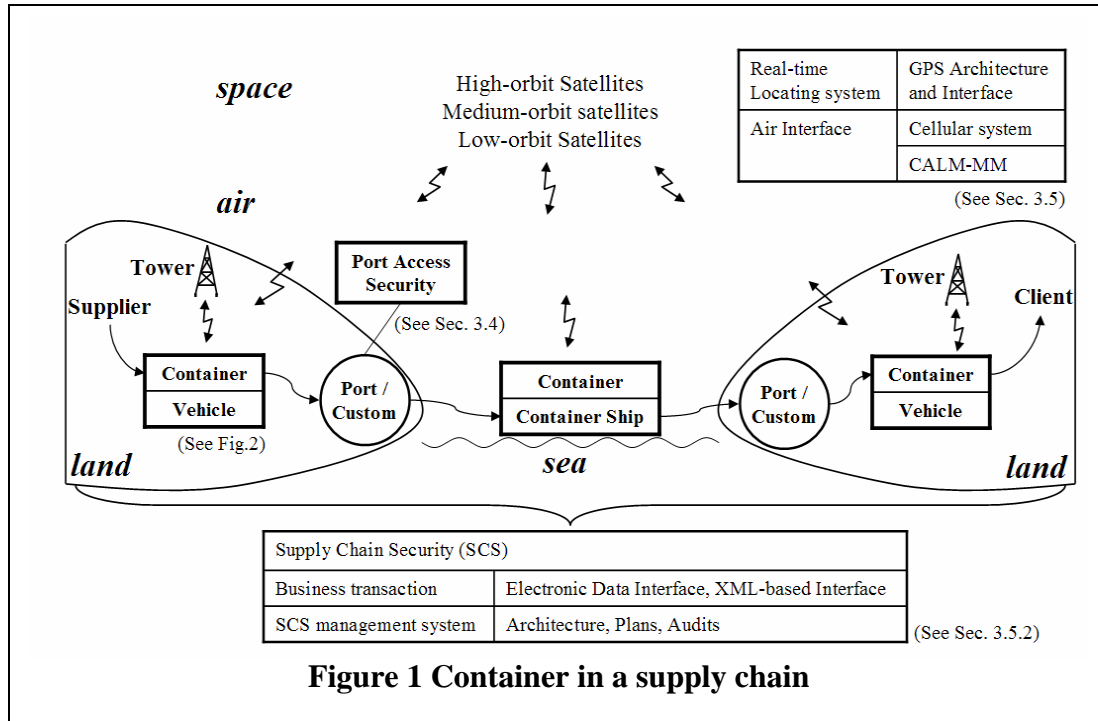 space
High-orbit Satellites
Medium-orbit satellites
Low-orbit Satellites
Real-time
Locating system
GPS Architecture
and Interface
Air Interface
Cellular system
CALM-MM
(See Sec. 3.5)
air
Tower
Supplier
Port Access
Security
(See Sec. 3.4)
Tower
Client
Container
Vehicle
(See Fig.2)
Port /
Custom
Container
Container Ship
Port /
Custom
Container
Vehicle
land
sea
land
Supply Chain Security (SCS)
Business transaction
Electronic Data Interface, XML-based Interface
SCS management system
Architecture, Plans, Audits
(See Sec. 3.5.2)
Figure 1 Container in a supply chain